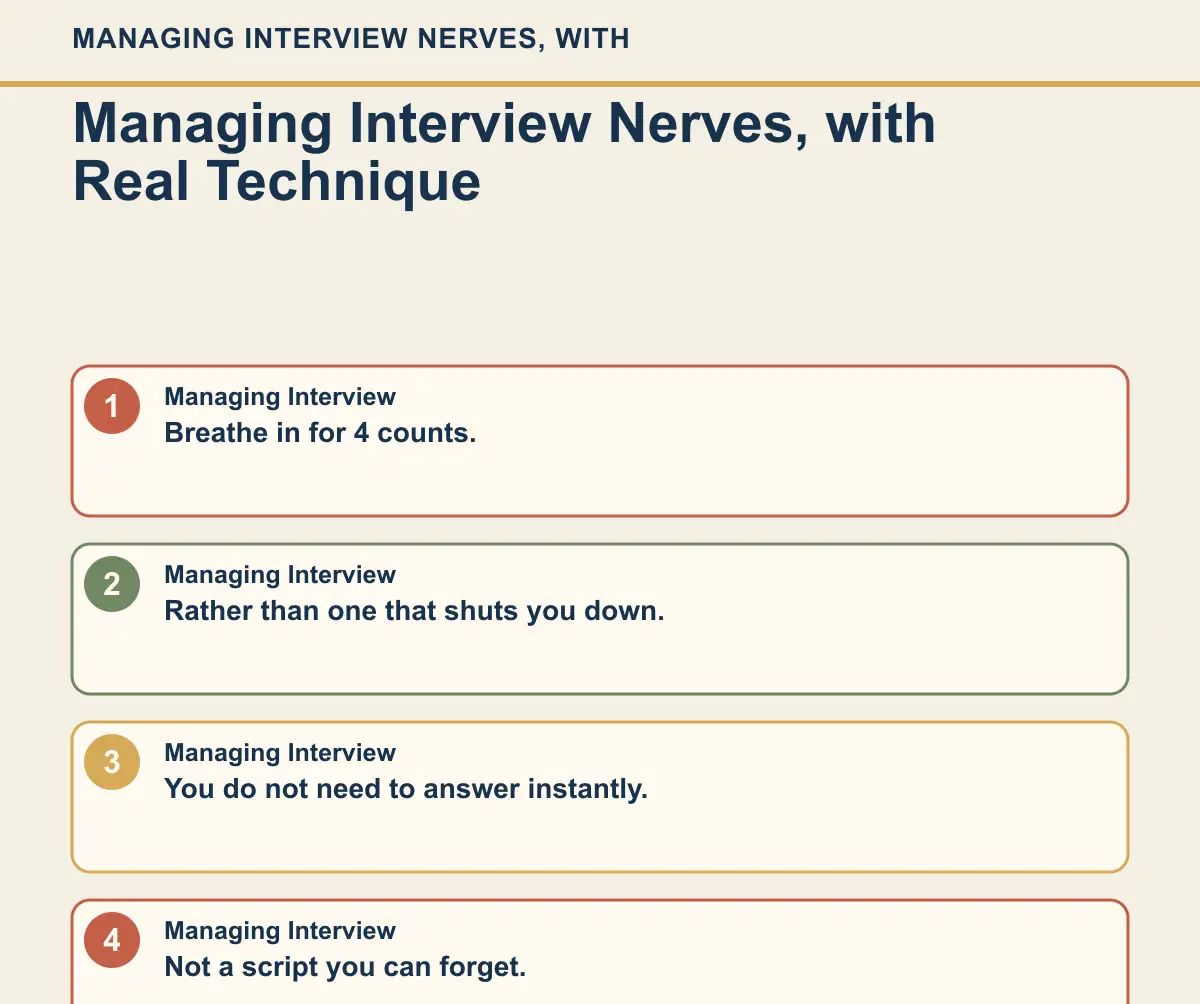 MANAGING INTERVIEW NERVES, WITH
Managing Interview Nerves, with
Real Technique
1
Managing Interview
Breathe in for 4 counts.
2
Managing Interview
Rather than one that shuts you down.
3
Managing Interview
You do not need to answer instantly.
4
Managing Interview
Not a script you can forget.